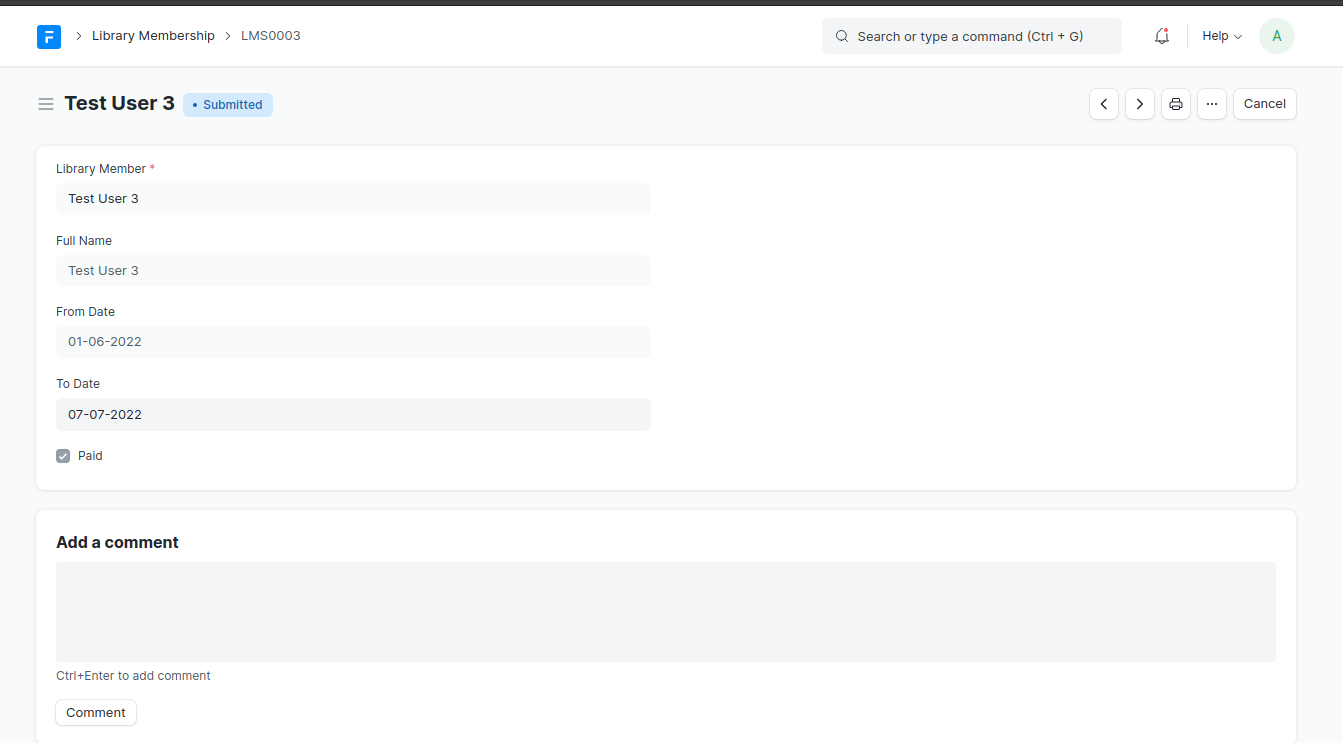 Library Membership LMS0003 Search or type a command (Ctrl + G) Help A
Test User 3 • Submitted ... Cancel
Library Member *
Test User 3
Full Name
Test User 3
From Date
01-06-2022
To Date
07-07-2022
Paid
Add a comment
Ctrl+Enter to add comment
Comment